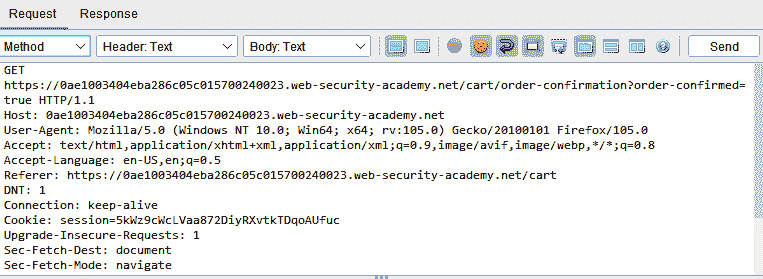 Request Response
Method Header: Text Body: Text Send
GET
https://0ae1003404eba286c05c015700240023.web-security-academy.net/cart/order-confirmation?order-confirmed=
true HTTP/1.1
Host: 0ae1003404eba286c05c015700240023.web-security-academy.net
User-Agent: Mozilla/5.0 (Windows NT 10.0; Win64; x64; rv:105.0) Gecko/20100101 Firefox/105.0
Accept: text/html,application/xhtml+xml,application/xml;q=0.9,image/avif,image/webp,*/*;q=0.8
Accept-Language: en-US,en;q=0.5
Referer: https://0ae1003404eba286c05c015700240023.web-security-academy.net/cart
DNT: 1
Connection: keep-alive
Cookie: session=5kWz9cWcLVaa872DiyRXvtkTDqoAUfuc
Upgrade-Insecure-Requests: 1
Sec-Fetch-Dest: document
Sec-Fetch-Mode: navigate